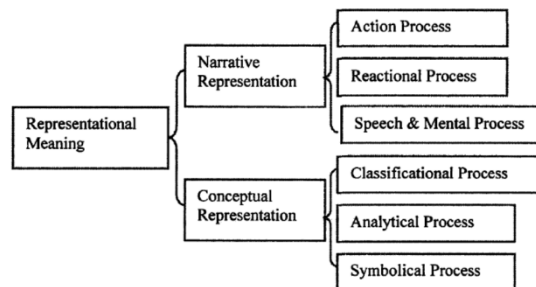 Representational
Meaning
Narrative
Representation
Action Process
Reactional Process
Speech & Mental Process
Conceptual
Representation
Classificational Process
Analytical Process
Symbolical Process